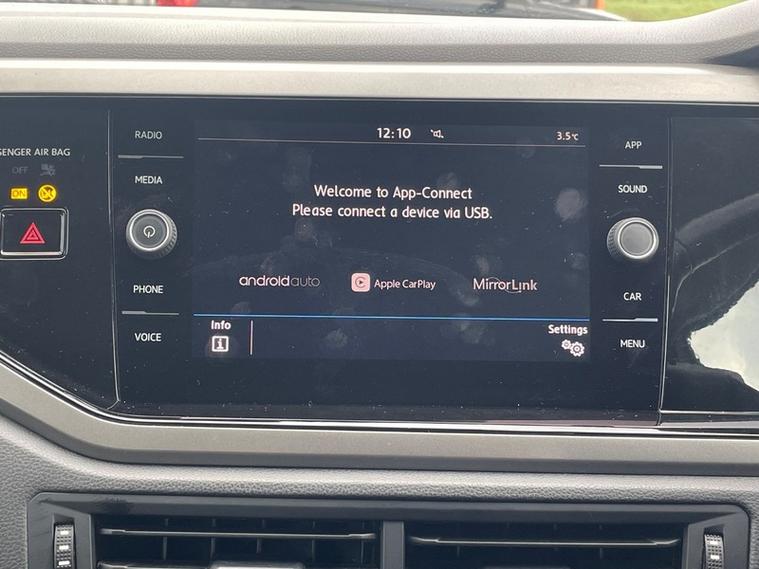 SENGER AIR BAG
OFF
ON
RADIO
MEDIA
PHONE
VOICE
12:10
3.5°C
Welcome to App-Connect
Please connect a device via USB.
androidauto
Apple CarPlay
MirrorLink
Info
Settings
APP
SOUND
CAR
MENU